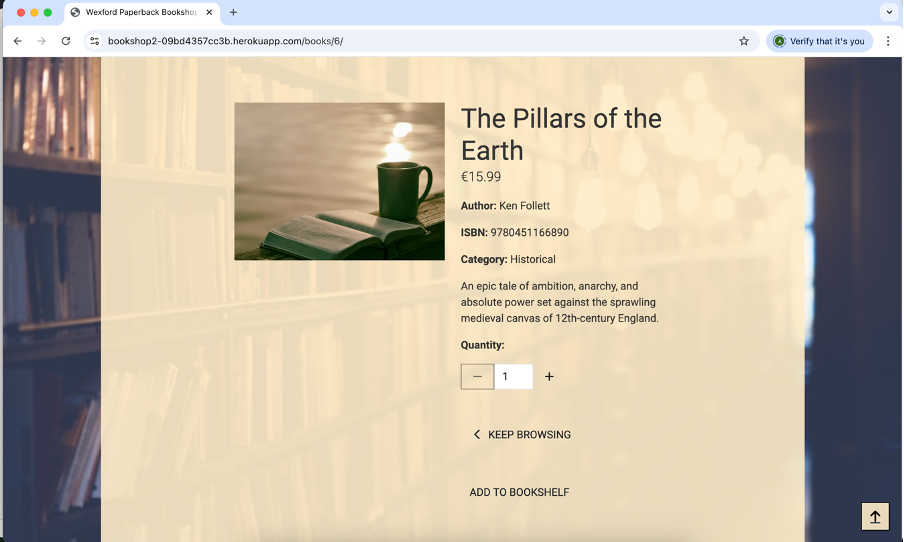 Wexford Paperback Bookshop
bookshop2-09bd4357cc3b.herokuapp.com/books/6/
Verify that it's you
The Pillars of the
Earth
€15.99
Author: Ken Follett
ISBN: 9780451166890
Category: Historical
An epic tale of ambition, anarchy, and
absolute power set against the sprawling
medieval canvas of 12th-century England.
Quantity:
1
KEEP BROWSING
ADD TO BOOKSHELF